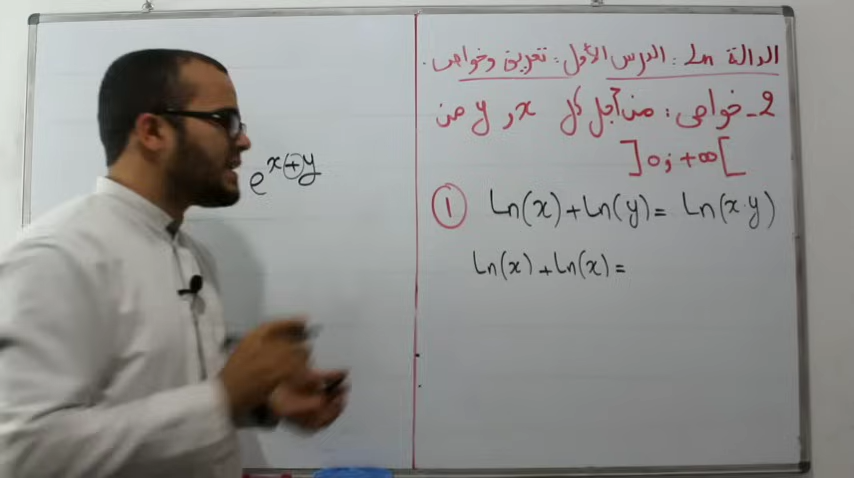 الدالة Ln : الدرس الأول : تعريف وخواص .
2 - خواص : من أجل كل x و y من
]0 ; +∞[
① Ln(x) + Ln(y) = Ln(x·y)
Ln(x) + Ln(x) =
e^x+y